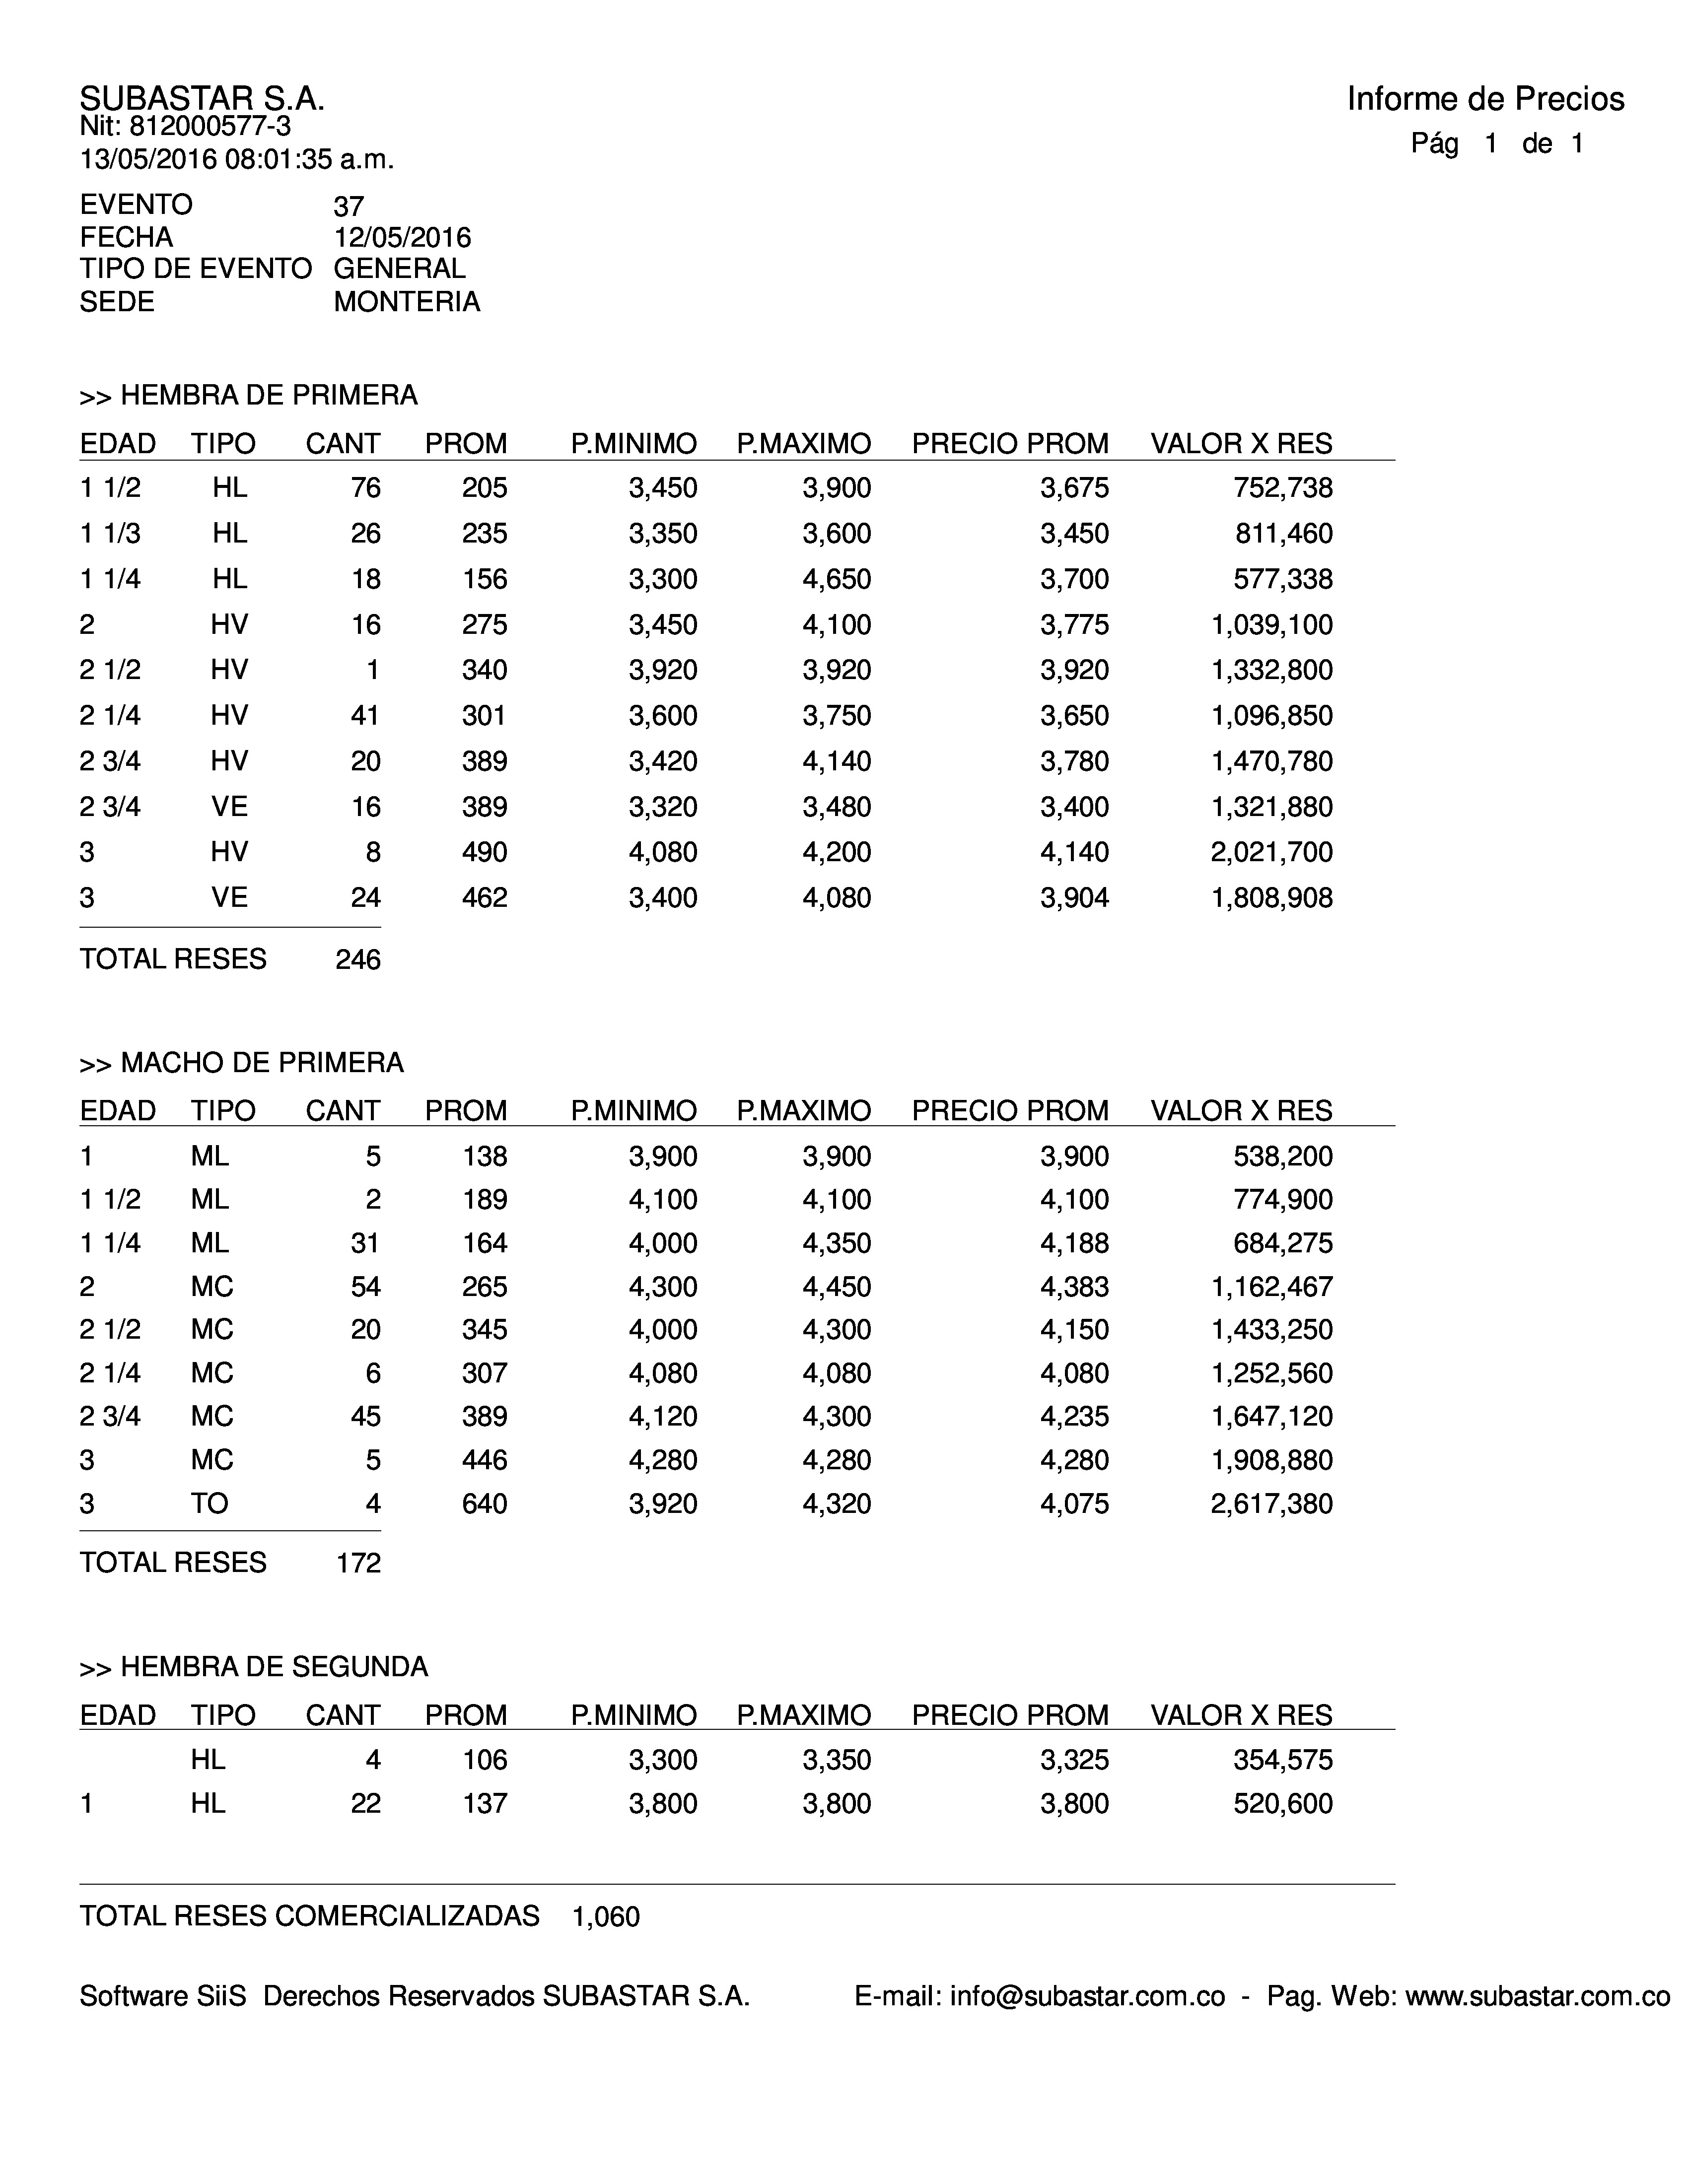 SUBASTAR S.A.
Nit: 812000577-3
13/05/2016 08:01:35 a.m.
Informe de Precios
Pág 1 de 1
EVENTO 37
FECHA 12/05/2016
TIPO DE EVENTO GENERAL
SEDE MONTERIA
>> HEMBRA DE PRIMERA
EDAD TIPO CANT PROM P.MINIMO P.MAXIMO PRECIO PROM VALOR X RES
1 1/2 HL 76 205 3,450 3,900 3,675 752,738
1 1/3 HL 26 235 3,350 3,600 3,450 811,460
1 1/4 HL 18 156 3,300 4,650 3,700 577,338
2 HV 16 275 3,450 4,100 3,775 1,039,100
2 1/2 HV 1 340 3,920 3,920 3,920 1,332,800
2 1/4 HV 41 301 3,600 3,750 3,650 1,096,850
2 3/4 HV 20 389 3,420 4,140 3,780 1,470,780
2 3/4 VE 16 389 3,320 3,480 3,400 1,321,880
3 HV 8 490 4,080 4,200 4,140 2,021,700
3 VE 24 462 3,400 4,080 3,904 1,808,908
TOTAL RESES 246
>> MACHO DE PRIMERA
EDAD TIPO CANT PROM P.MINIMO P.MAXIMO PRECIO PROM VALOR X RES
1 ML 5 138 3,900 3,900 3,900 538,200
1 1/2 ML 2 189 4,100 4,100 4,100 774,900
1 1/4 ML 31 164 4,000 4,350 4,188 684,275
2 MC 54 265 4,300 4,450 4,383 1,162,467
2 1/2 MC 20 345 4,000 4,300 4,150 1,433,250
2 1/4 MC 6 307 4,080 4,080 4,080 1,252,560
2 3/4 MC 45 389 4,120 4,300 4,235 1,647,120
3 MC 5 446 4,280 4,280 4,280 1,908,880
3 TO 4 640 3,920 4,320 4,075 2,617,380
TOTAL RESES 172
>> HEMBRA DE SEGUNDA
EDAD TIPO CANT PROM P.MINIMO P.MAXIMO PRECIO PROM VALOR X RES
HL 4 106 3,300 3,350 3,325 354,575
1 HL 22 137 3,800 3,800 3,800 520,600
TOTAL RESES COMERCIALIZADAS 1,060
Software SiiS Derechos Reservados SUBASTAR S.A. E-mail: info@subastar.com.co - Pag. Web: www.subastar.com.co